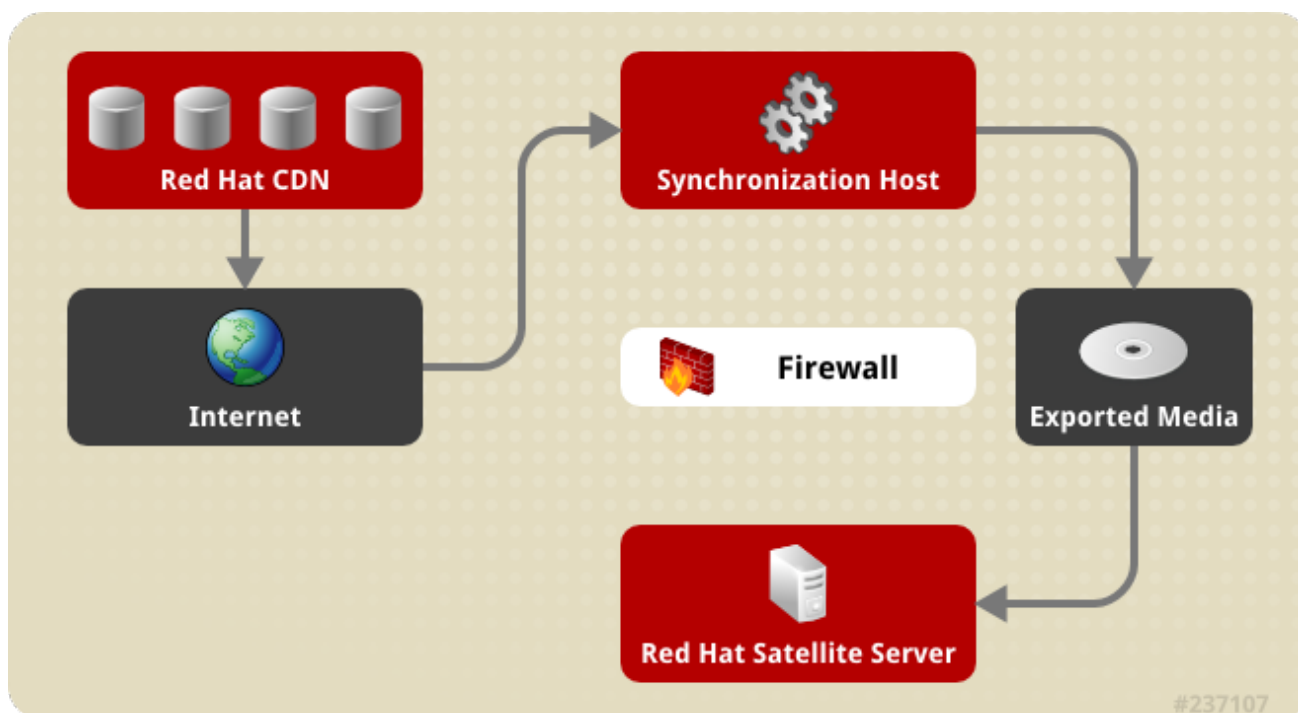 Red Hat CDN
Synchronization Host
Internet
Firewall
Exported Media
Red Hat Satellite Server
#237107